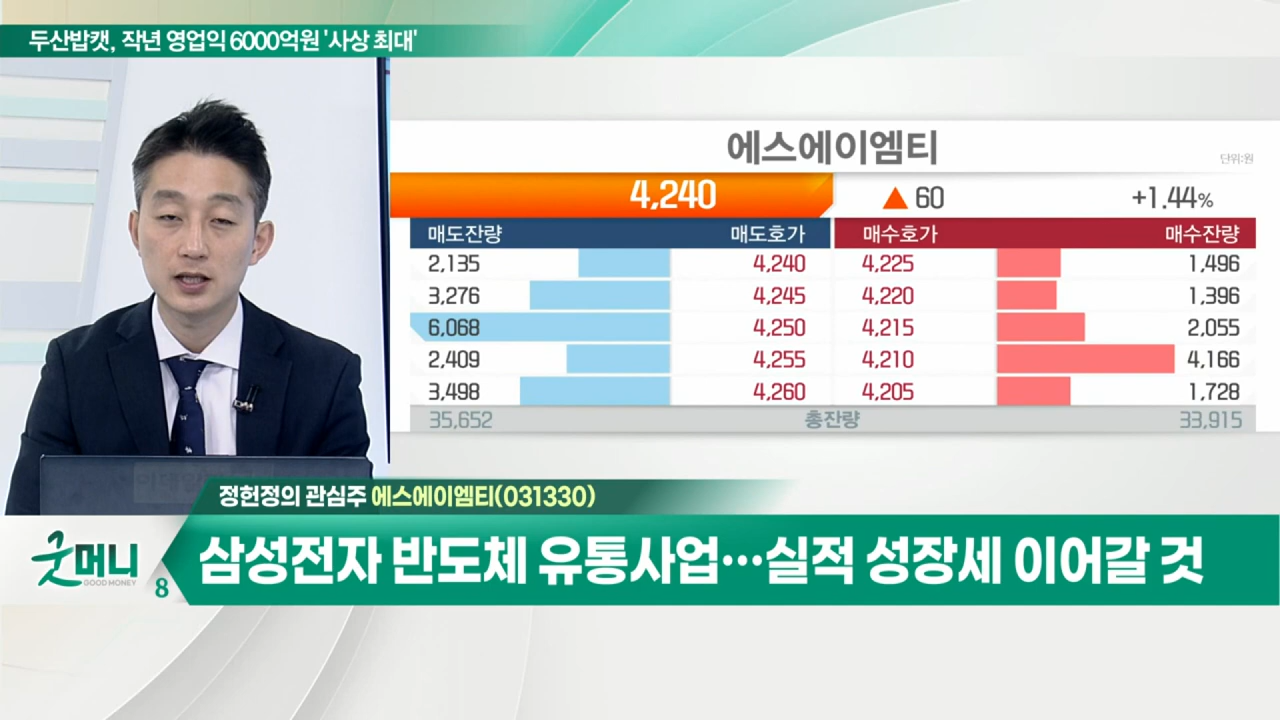 두산밥캣, 작년 영업익 6000억원 '사상 최대'
에스에이엠티
단위:원
4,240 ▲ 60 +1.44%
매도잔량 매도호가 매수호가 매수잔량
2,135 4,240 4,225 1,496
3,276 4,245 4,220 1,396
6,068 4,250 4,215 2,055
2,409 4,255 4,210 4,166
3,498 4,260 4,205 1,728
35,652 총잔량 33,915
정헌정의 관심주 에스에이엠티(031330)
굿머니
GOOD MONEY
8
삼성전자 반도체 유통사업…실적 성장세 이어갈 것